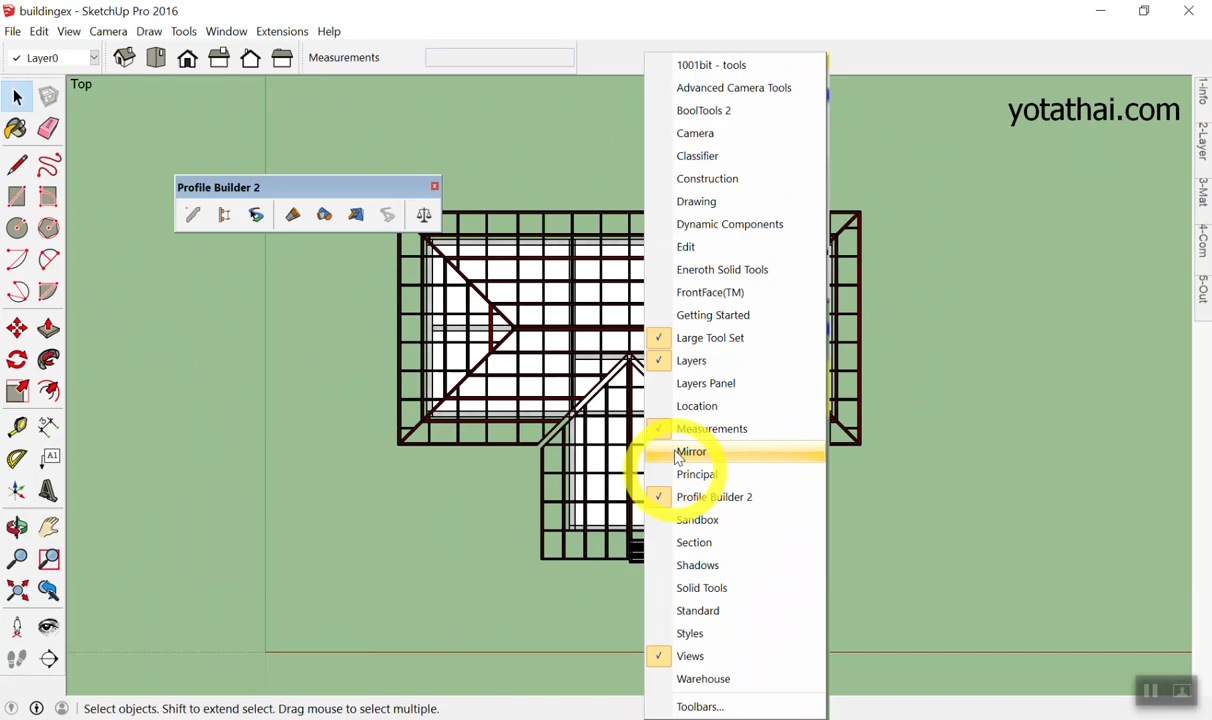 buildingex - SketchUp Pro 2016
File Edit View Camera Draw Tools Window Extensions Help
Layer0
Measurements
Top
yotathai.com
Profile Builder 2
1001bit - tools
Advanced Camera Tools
BoolTools 2
Camera
Classifier
Construction
Drawing
Dynamic Components
Edit
Eneroth Solid Tools
FrontFace(TM)
Getting Started
Large Tool Set
Layers
Layers Panel
Location
Measurements
Mirror
Principal
Profile Builder 2
Sandbox
Section
Shadows
Solid Tools
Standard
Styles
Views
Warehouse
Toolbars...
1-Info
2-Layer
3-Mat
4-Com
5-Out
A1
Select objects. Shift to extend select. Drag mouse to select multiple.